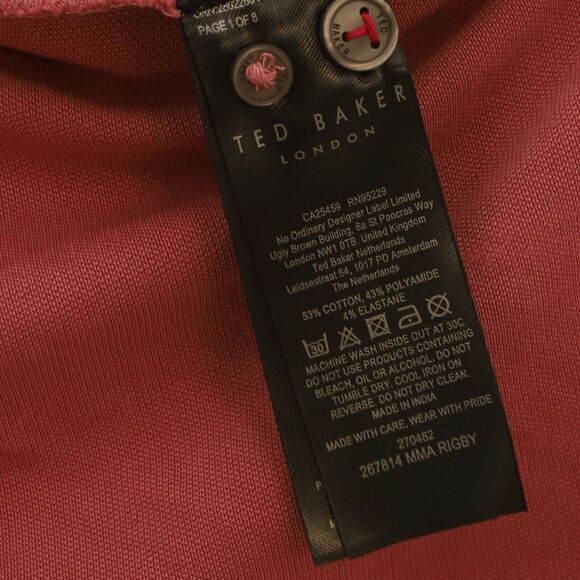 PAGE 1 OF 8
TED
BAKER
TED BAKER
LONDON
CA25459 RN95229
No Ordinary Designer Label Limited
Ugly Brown Building, 6a St Pancras Way
London NW1 0TB United Kingdom
Ted Baker Netherlands
Leidsestraat 64, 1017 PD Amsterdam
The Netherlands
53% COTTON, 43% POLYAMIDE
4% ELASTANE
30
MACHINE WASH INSIDE OUT AT 30C.
DO NOT USE PRODUCTS CONTAINING
BLEACH, OIL OR ALCOHOL. DO NOT
TUMBLE DRY. COOL IRON ON
REVERSE. DO NOT DRY CLEAN.
MADE IN INDIA
MADE WITH CARE, WEAR WITH PRIDE
270482
267814 MMA RIGBY